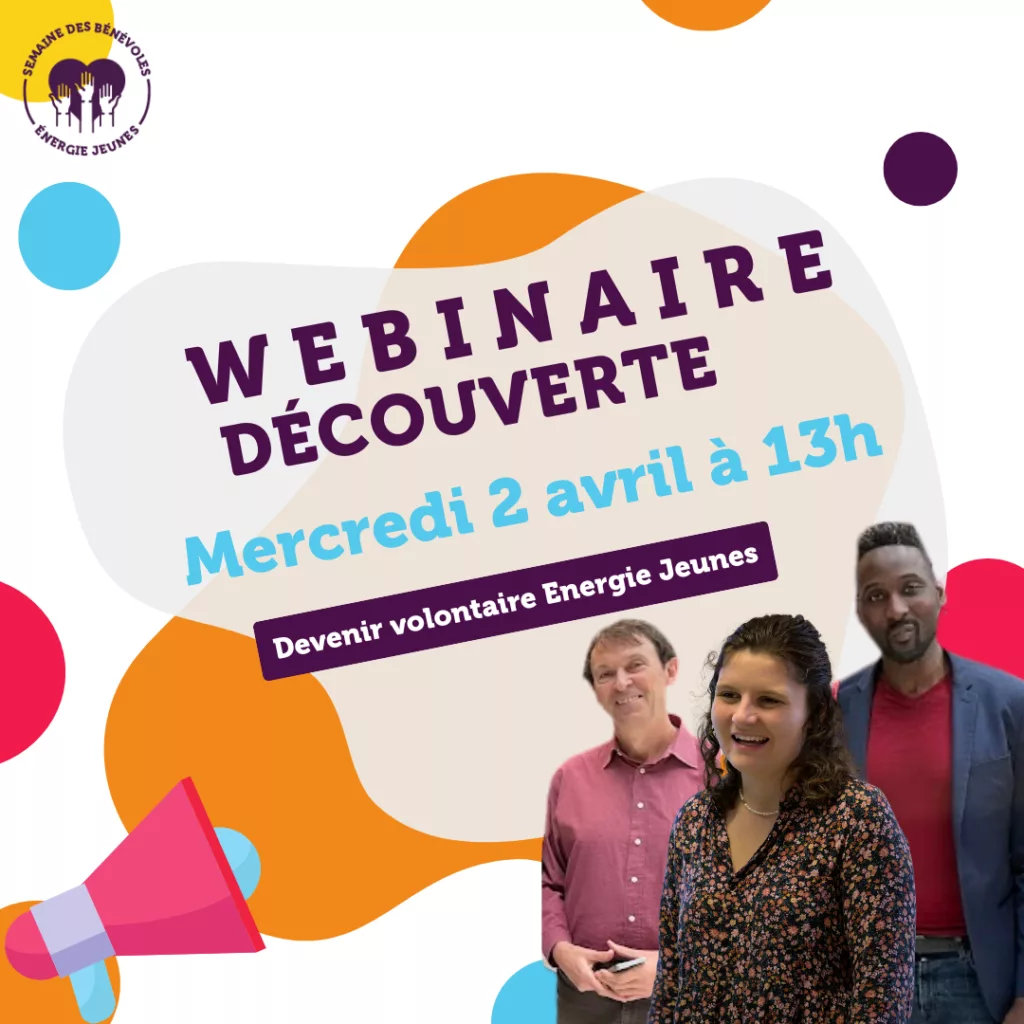 SEMAINE DES BÉNÉVOLES
ÉNERGIE JEUNES
WEBINAIRE
DÉCOUVERTE
Mercredi 2 avril à 13h
Devenir volontaire Energie Jeunes